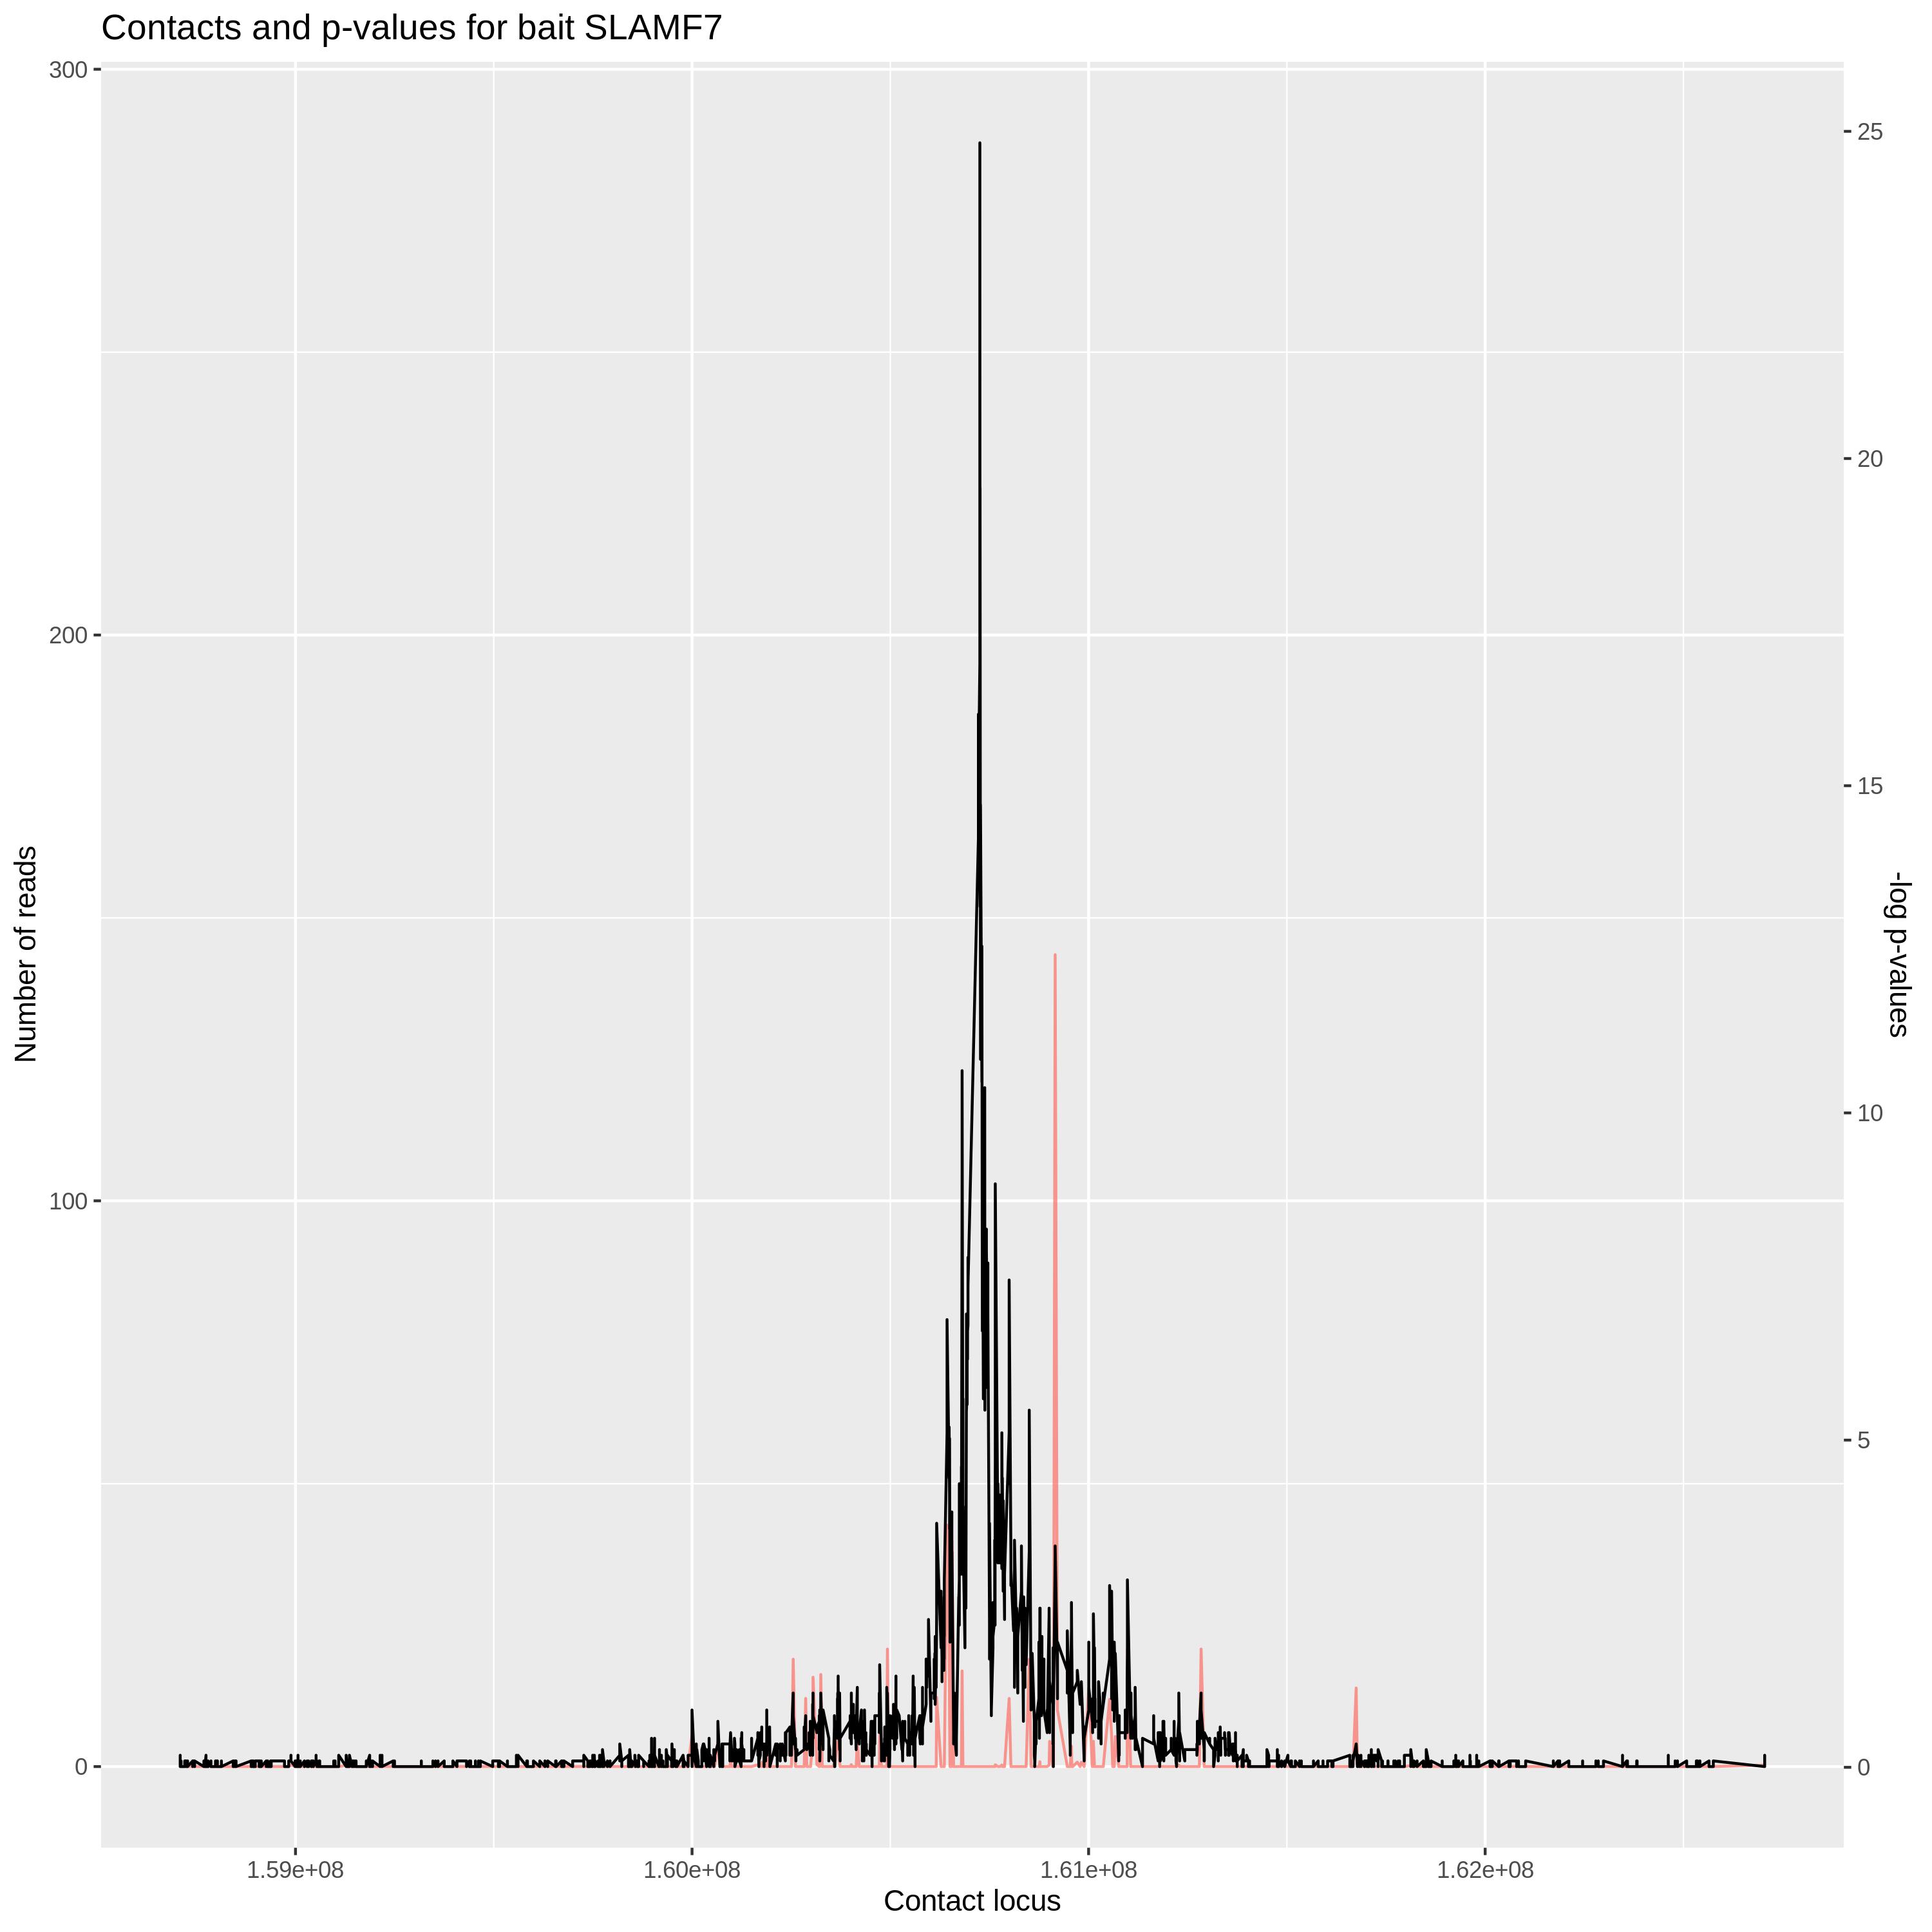 Contacts and p-values for bait SLAMF7
300
200
100
0
Number of reads
25
20
15
10
5
0
-log p-values
1.59e+08
1.60e+08
1.61e+08
1.62e+08
Contact locus